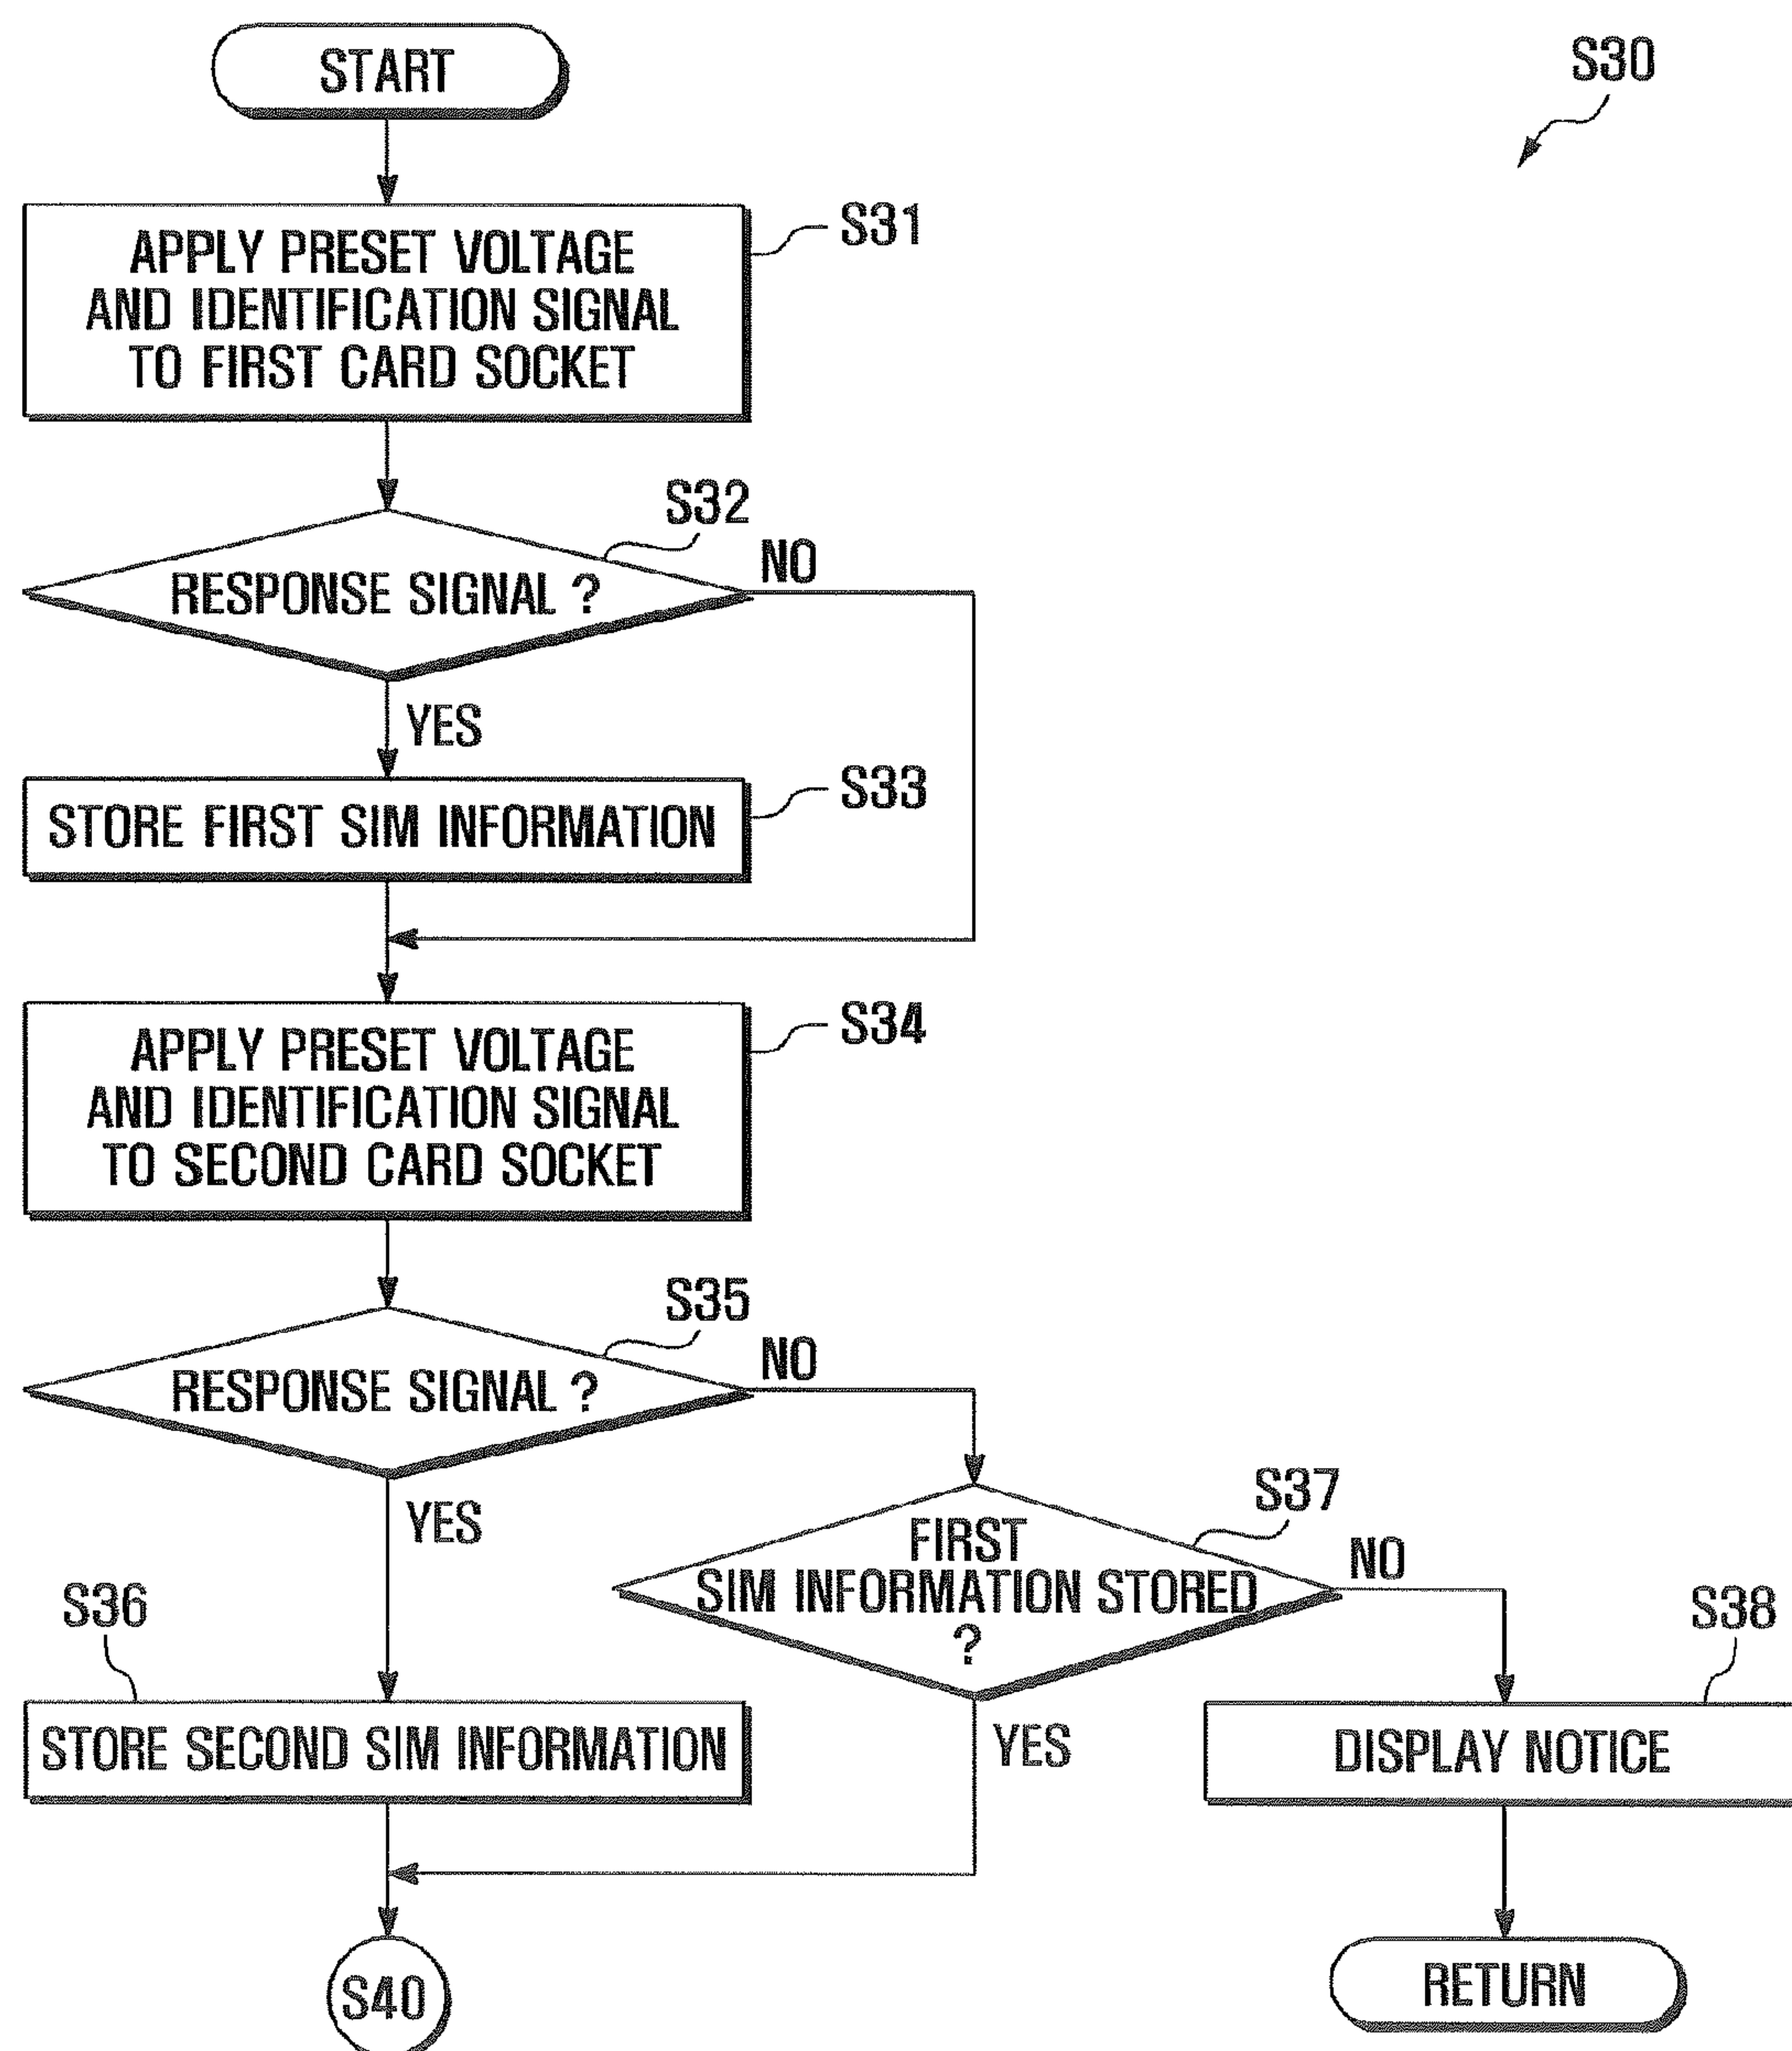 START
S30
APPLY PRESET VOLTAGE
AND IDENTIFICATION SIGNAL
TO FIRST CARD SOCKET
S31
S32
RESPONSE SIGNAL ?
NO
YES
STORE FIRST SIM INFORMATION
S33
APPLY PRESET VOLTAGE
AND IDENTIFICATION SIGNAL
TO SECOND CARD SOCKET
S34
S35
RESPONSE SIGNAL ?
NO
YES
S37
FIRST
SIM INFORMATION STORED
?
NO
YES
S36
STORE SECOND SIM INFORMATION
S38
DISPLAY NOTICE
S40
RETURN